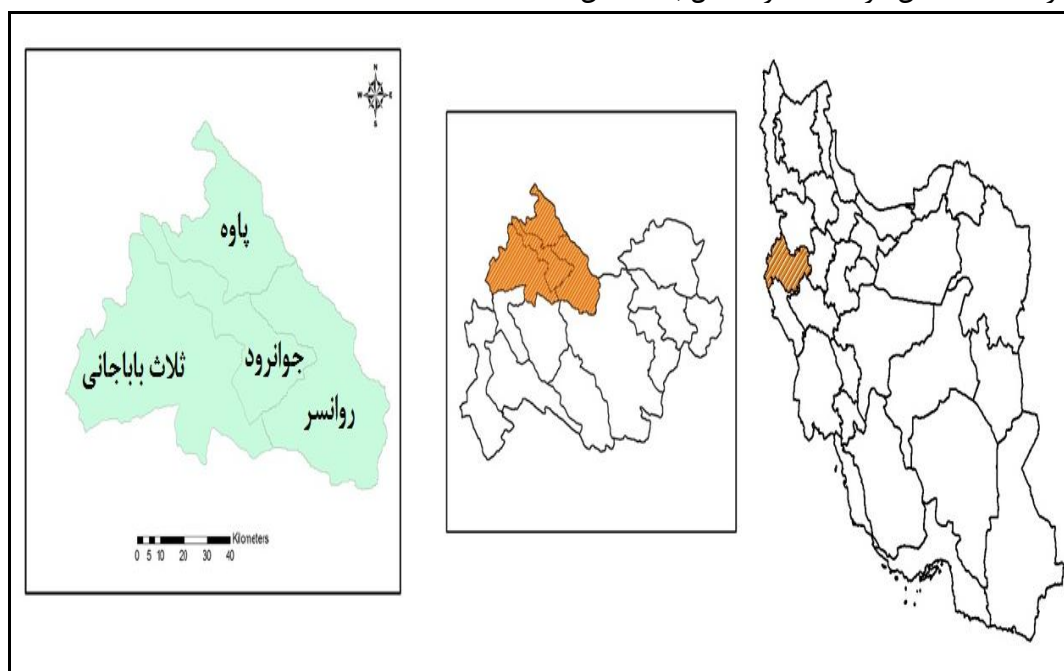 N
W
E
S
پاوه
جوانرود
ثلاث باباجانی
روانسر
Kilometers
0 5 10 20 30 40